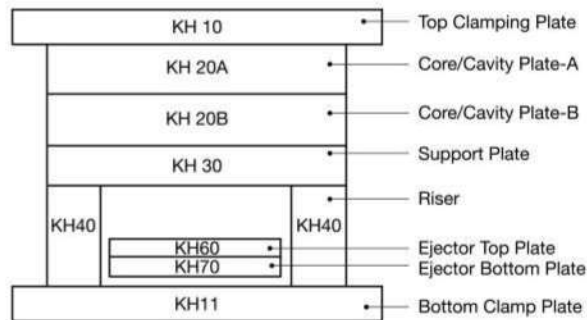 KH 10 Top Clamping Plate
KH 20A Core/Cavity Plate-A
KH 20B Core/Cavity Plate-B
KH 30 Support Plate
Riser
KH40 KH40
KH60 Ejector Top Plate
KH70 Ejector Bottom Plate
KH11 Bottom Clamp Plate